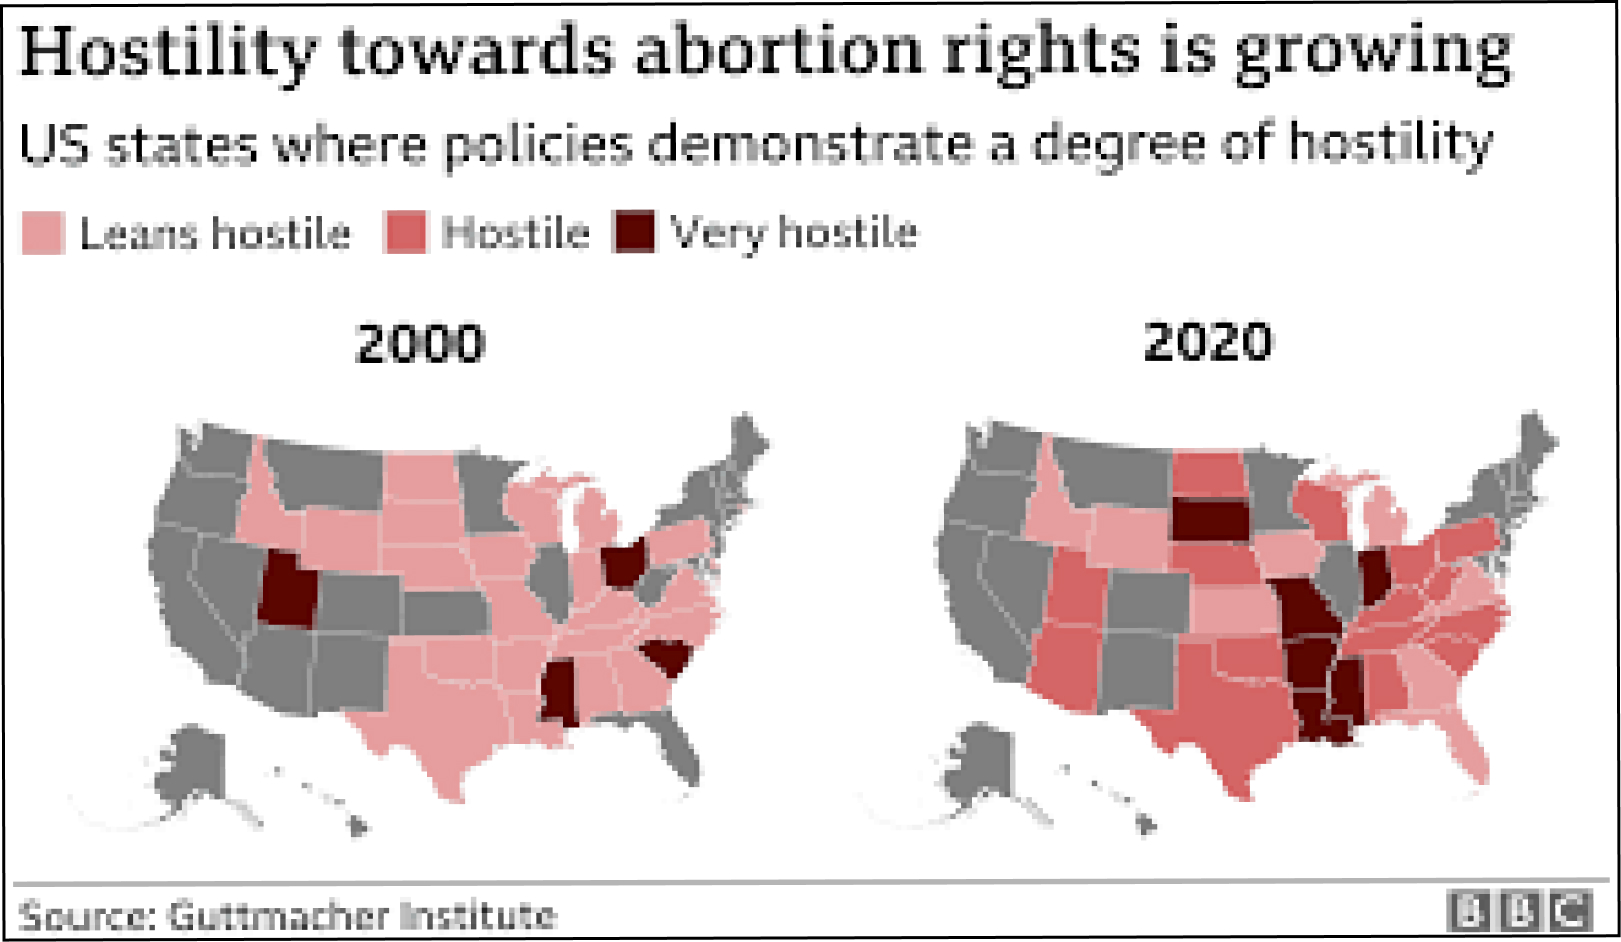 Hostility towards abortion rights is growing
US states where policies demonstrate a degree of hostility
Leans hostile Hostile Very hostile
2000 2020
Source: Guttmacher Institute BBC